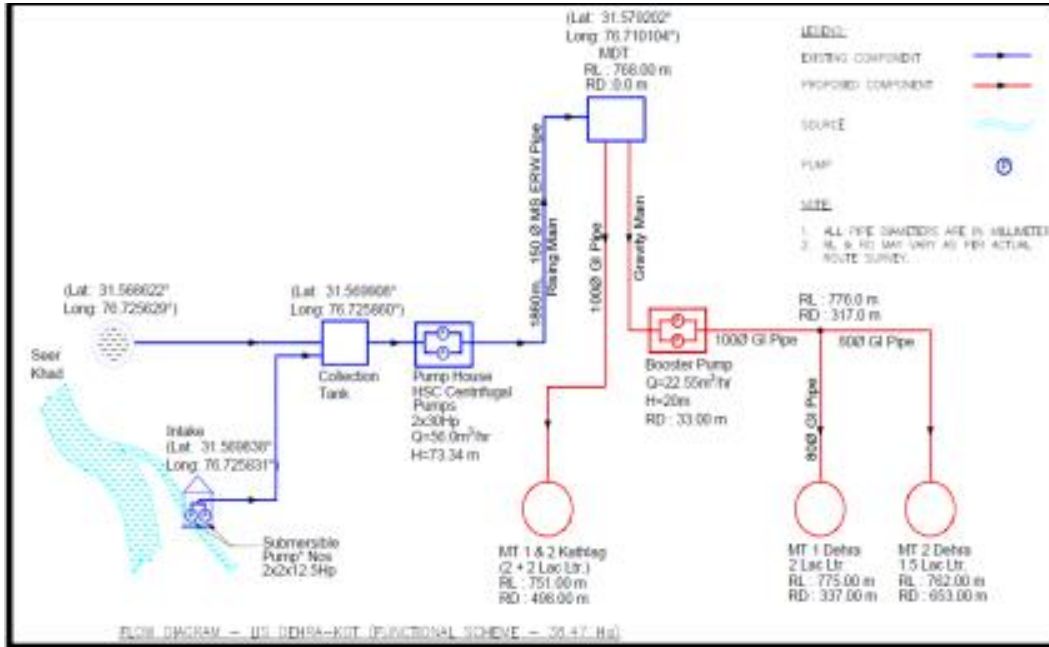 (Lat: 31.570202°
Long: 76.710104°)
MDT
RL : 768.00 m
RD :0.0 m
LEGEND:
EXISTING COMPONENT
PROPOSED COMPONENT
SOURCE
PUMP
P
NOTE:
1. ALL PIPE DIAMETERS ARE IN MILLIMETER
2. RL & RD MAY VARY AS PER ACTUAL
ROUTE SURVEY.
1860m, 150 Ø MS ERW Pipe
Rising Main
100Ø GI Pipe
Gravity Main
(Lat: 31.568622°
Long: 76.725629°)
(Lat: 31.569908°
Long: 76.725660°)
RL : 776.0 m
RD : 317.0 m
100Ø GI Pipe
80Ø GI Pipe
80Ø GI Pipe
Seer
Khad
Collection
Tank
Pump House
HSC Centrifugal
Pumps
2x30Hp
Q=56.0m³/hr
H=73.34 m
Booster Pump
Q=22.55m³/hr
H=20m
RD : 33.00 m
Intake
(Lat: 31.569838°
Long: 76.725831°)
Submersible
Pump" Nos
2x2x12.5Hp
MT 1 & 2 Kathlag
(2 + 2 Lac Ltr.)
RL : 751.00 m
RD : 498.00 m
MT 1 Dehra
2 Lac Ltr.
RL : 775.00 m
RD : 337.00 m
MT 2 Dehra
1.5 Lac Ltr.
RL : 762.00 m
RD : 653.00 m
FLOW DIAGRAM - LIS DEHRA-KOT (FUNCTIONAL SCHEME - 38.47 Ha)